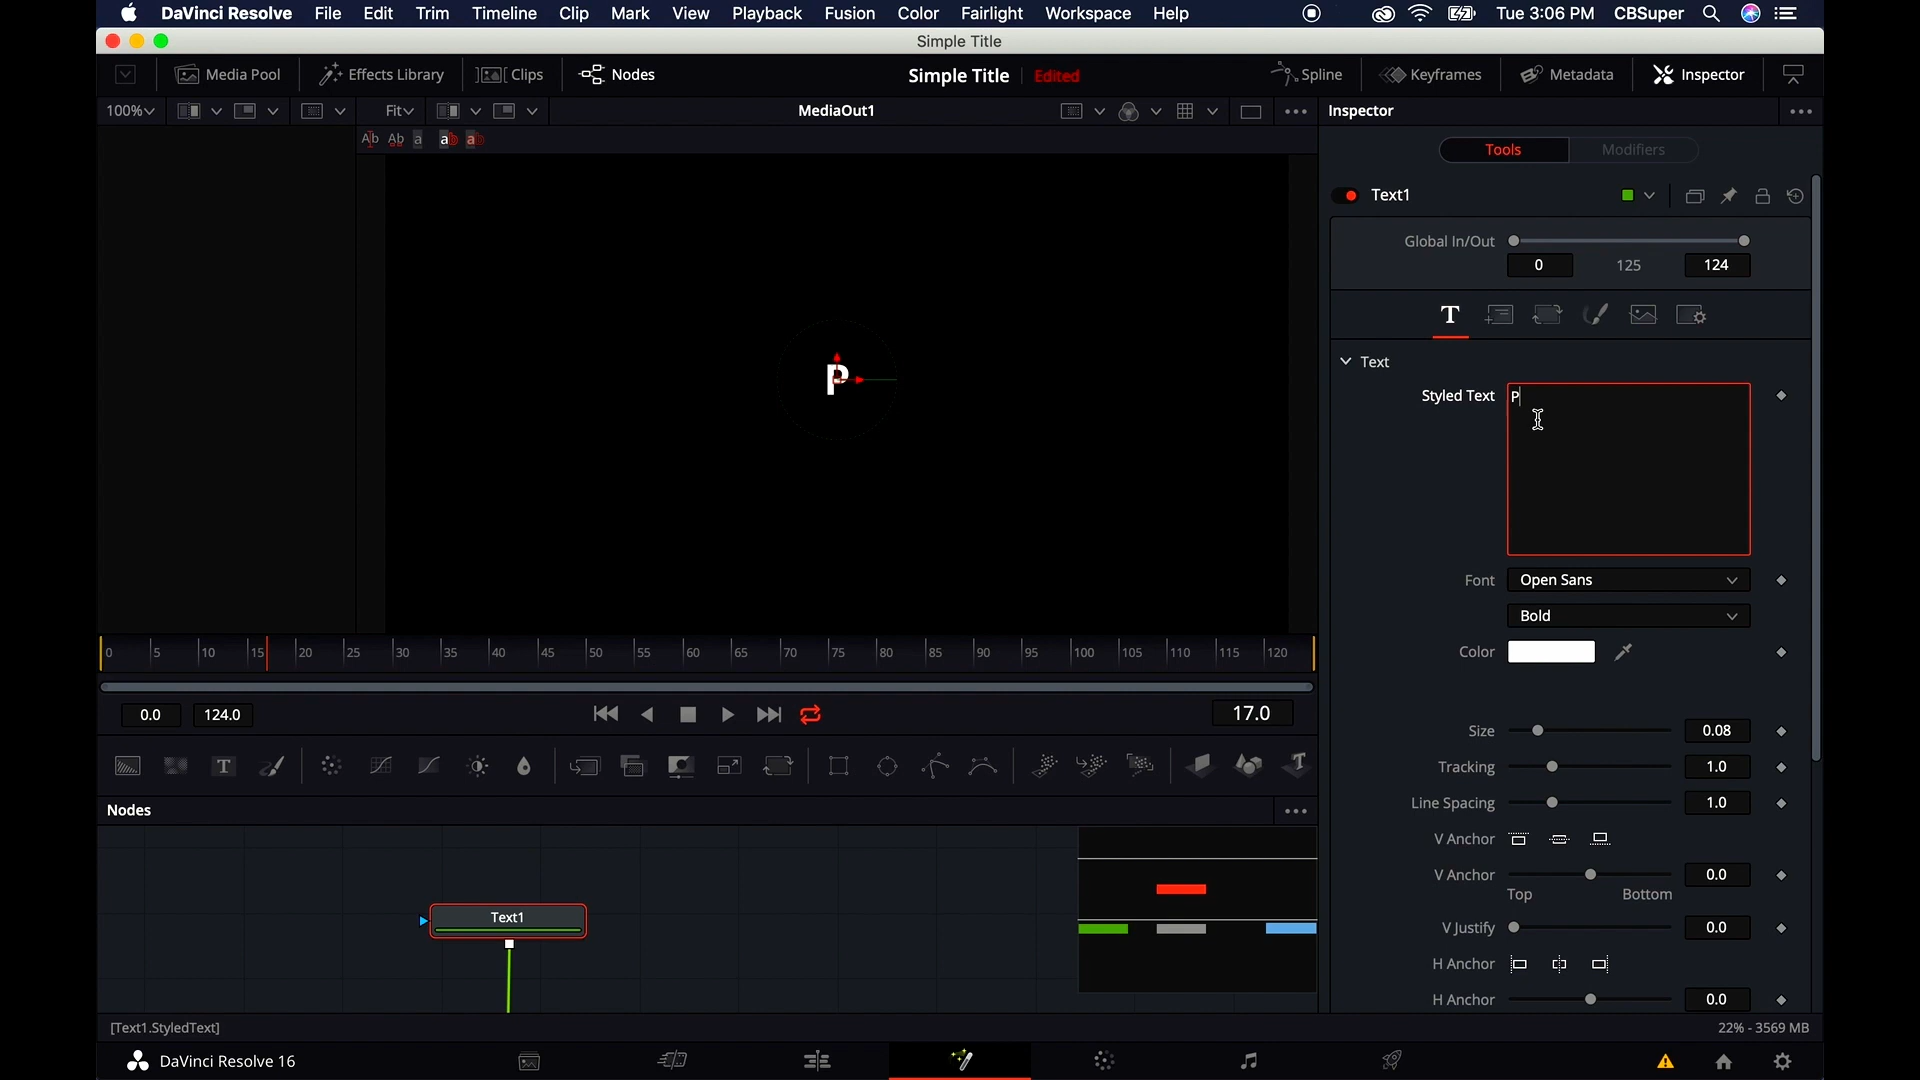 DaVinci Resolve File Edit Trim Timeline Clip Mark View Playback Fusion Color Fairlight Workspace Help Tue 3:06 PM CBSuper
Simple Title
Media Pool Effects Library Clips Nodes Simple Title Edited Spline Keyframes Metadata Inspector
100% Fit MediaOut1 Inspector
Ab Ab a ab ab
Tools Modifiers
Text1
Global In/Out
0 125 124
T
Text
Styled Text P
P
Font Open Sans
Bold
Color
0 5 10 15 20 25 30 35 40 45 50 55 60 65 70 75 80 85 90 95 100 105 110 115 120
0.0 124.0 17.0
Size 0.08
T T
Tracking 1.0
Line Spacing 1.0
Nodes
V Anchor
V Anchor 0.0
Top Bottom
Text1
V Justify 0.0
H Anchor
H Anchor 0.0
[Text1.StyledText] 22% - 3569 MB
DaVinci Resolve 16